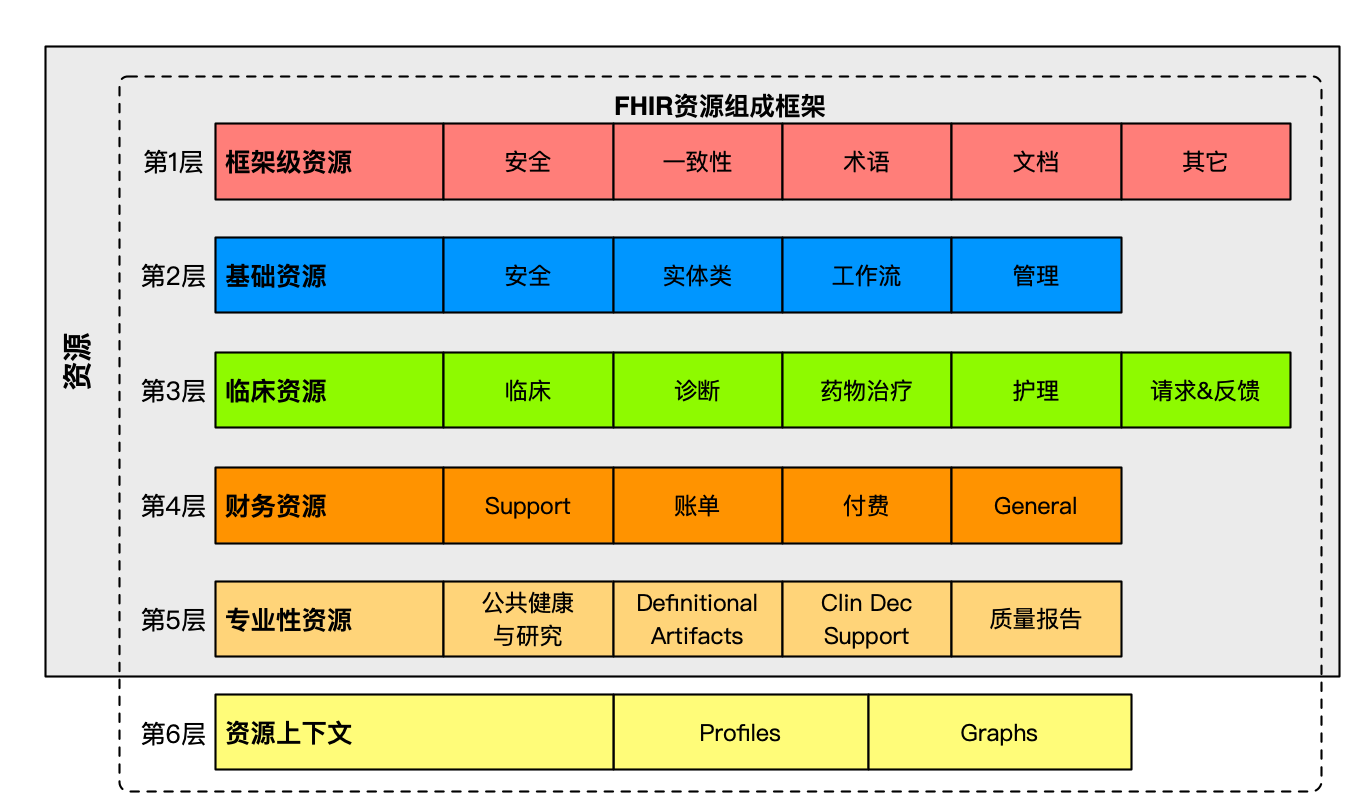 FHIR资源组成框架
资源
第1层 框架级资源 安全 一致性 术语 文档 其它
第2层 基础资源 安全 实体类 工作流 管理
第3层 临床资源 临床 诊断 药物治疗 护理 请求&反馈
第4层 财务资源 Support 账单 付费 General
第5层 专业性资源
公共健康
与研究
Definitional
Artifacts
Clin Dec
Support
质量报告
第6层 资源上下文 Profiles Graphs